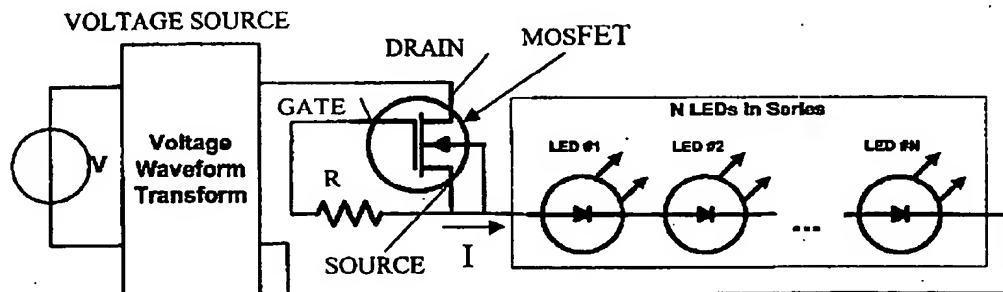 VOLTAGE SOURCE
DRAIN
MOSFET
GATE
N LEDs in Series
LED #1
LED #2
LED #N
V
Voltage
Waveform
Transform
R
...
SOURCE
I